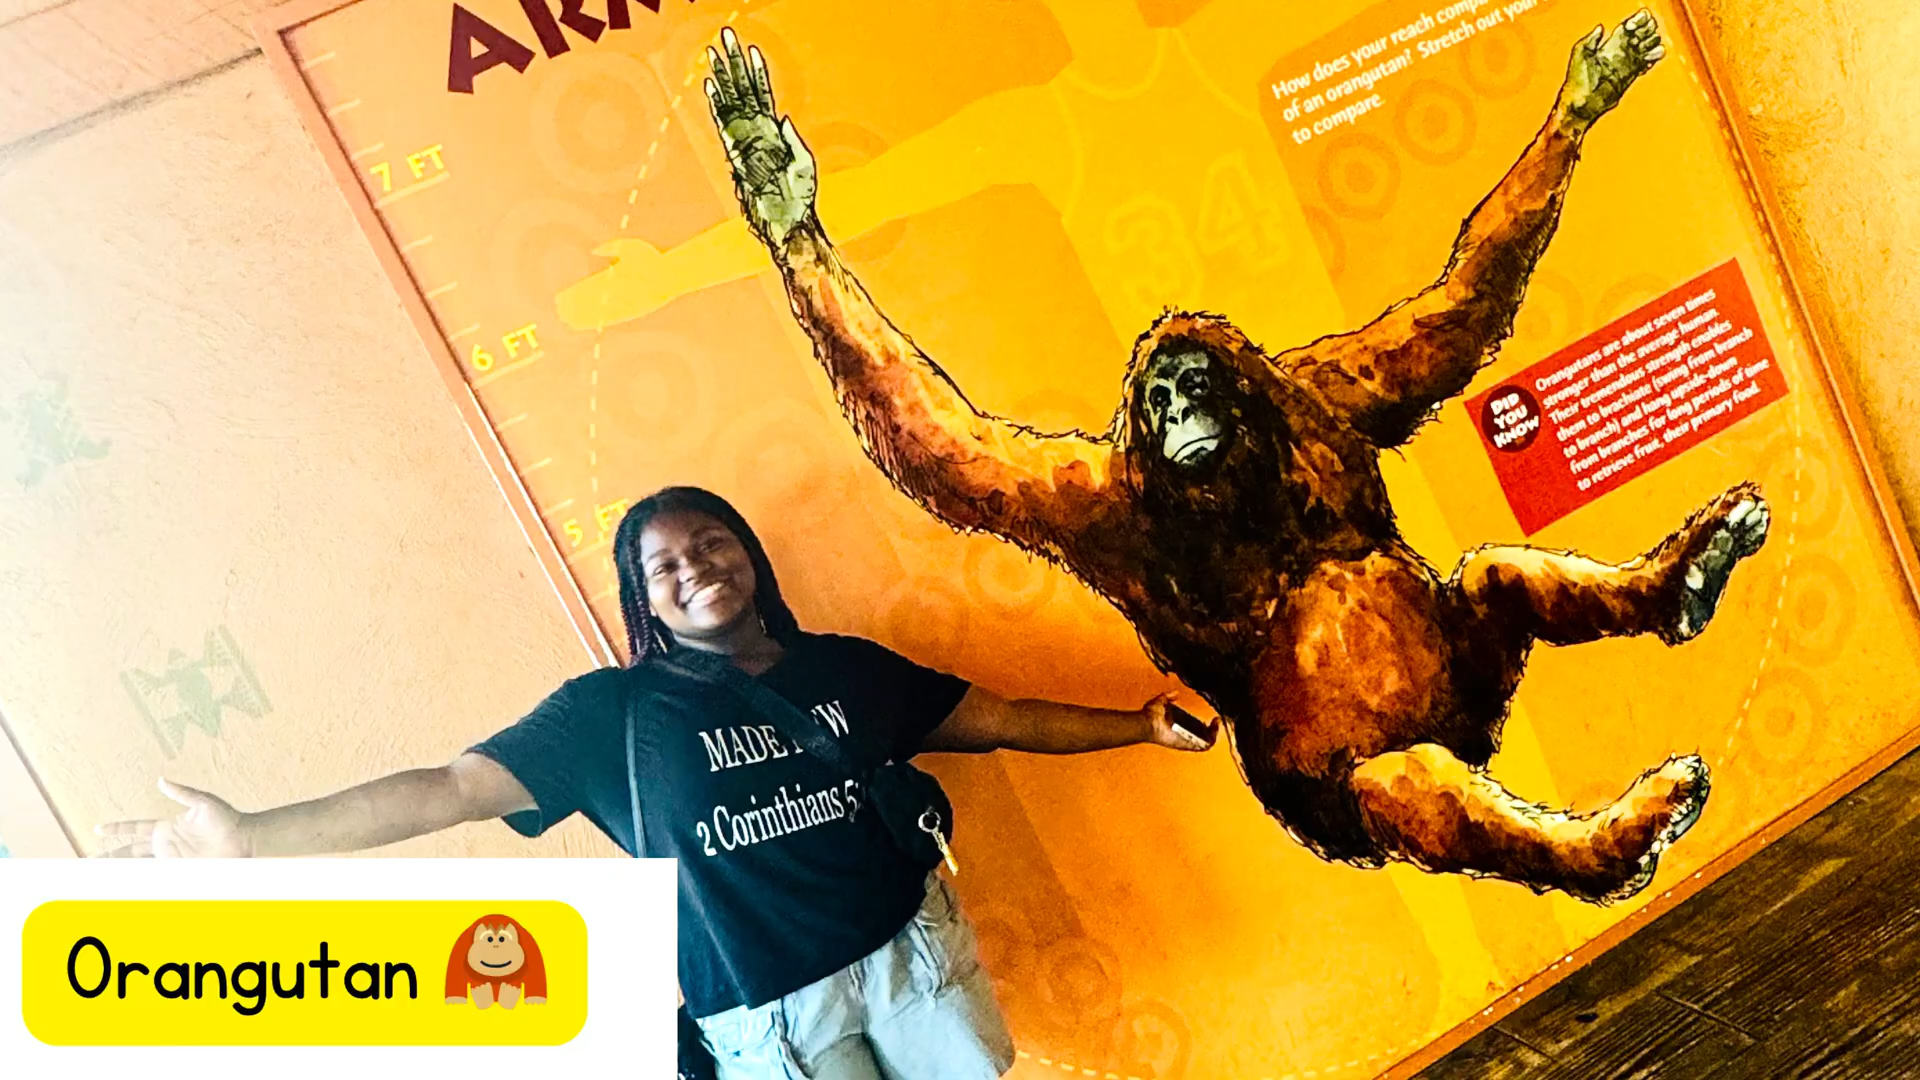 How does your reach
of an orangutan? Stretch out your
to compare.
7 FT
34
6 FT
5 FT
DID
YOU
KNOW
Orangutans are about seven times
stronger than the average human.
Their tremendous strength enables
them to brachiate (swing from branch
to branch) and hang upside-down
from branches for long periods of time
to retrieve fruit, their primary food.
MADE
2 Corinthians 5:
Orangutan